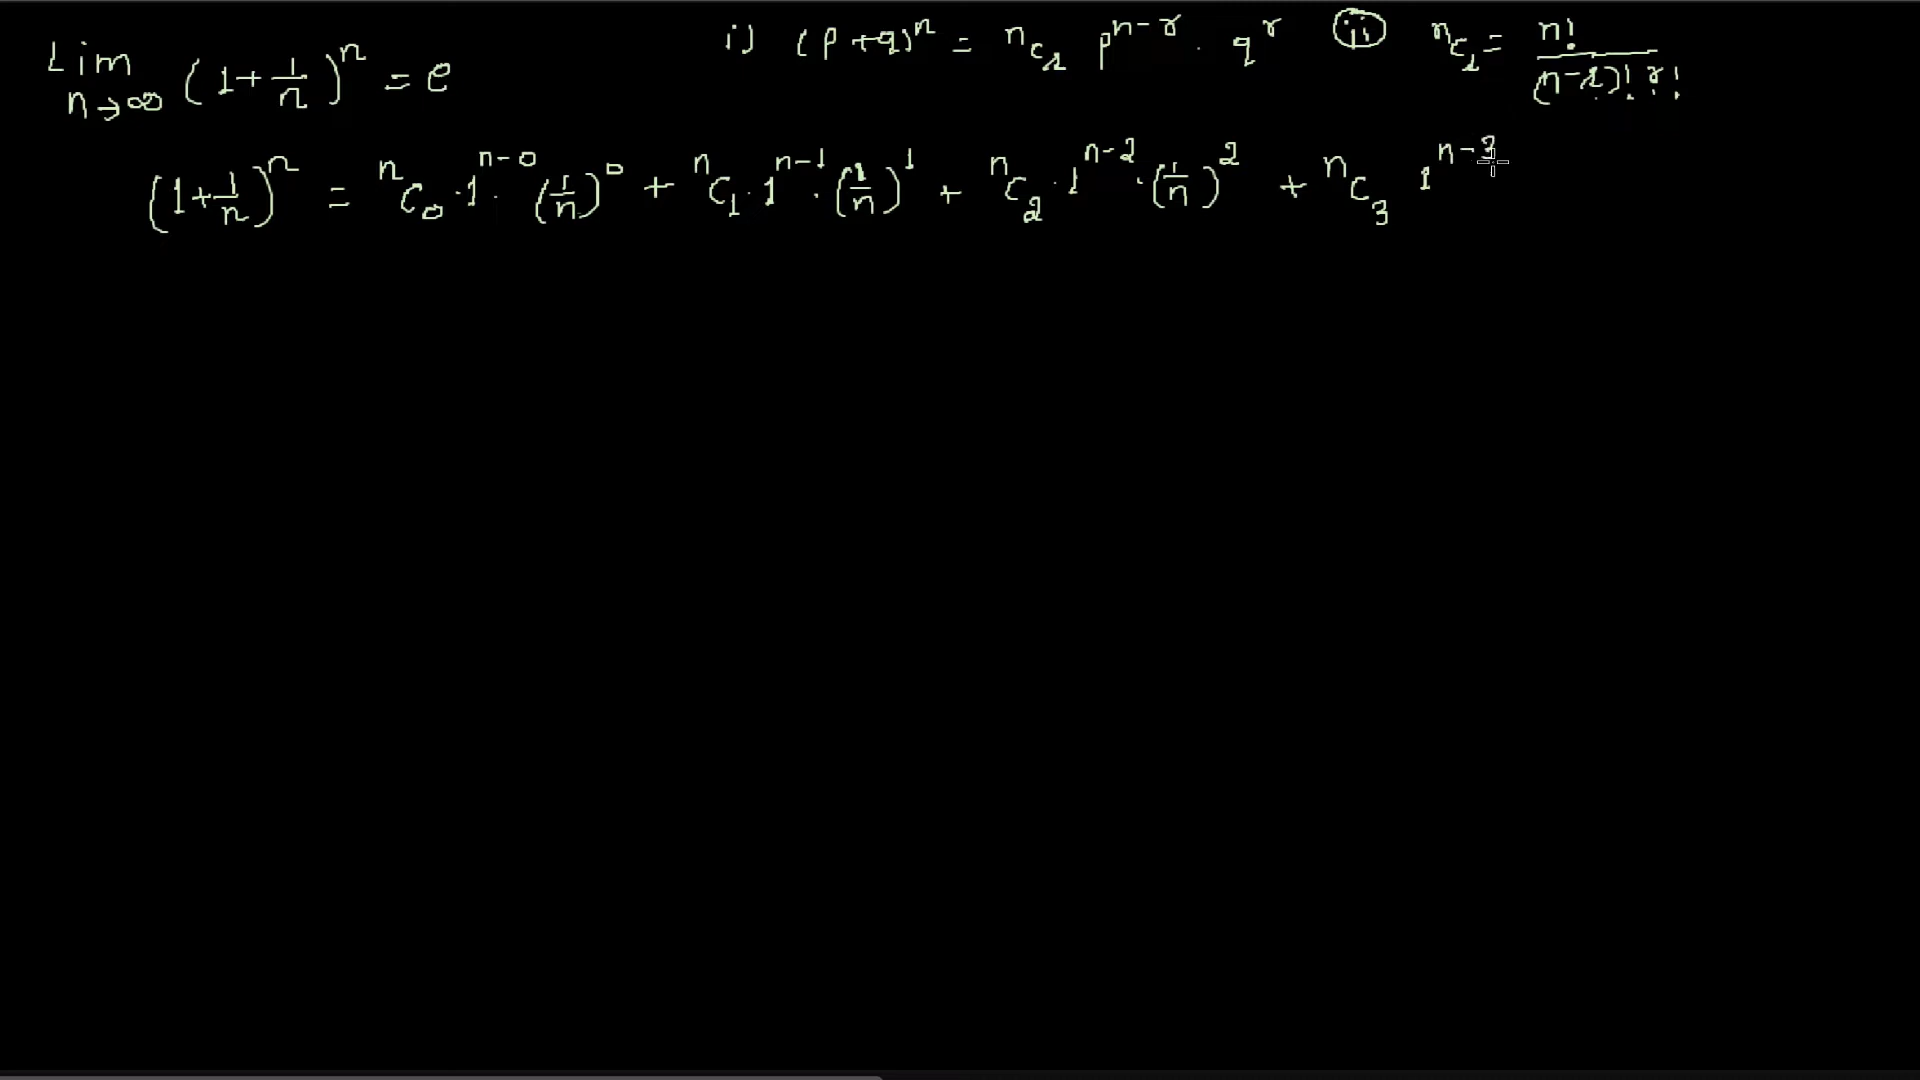 Lim n→∞ (1+1/n)^n = e
i) (p+q)^n = nCr p^(n-r) . q^r (ii) nCr = n!/(n-r)! r!
(1+1/n)^n = nC0 . 1^(n-0) . (1/n)^0 + nC1 . 1^(n-1) . (1/n)^1 + nC2 . 1^(n-2) . (1/n)^2 + nC3 1^(n-3)